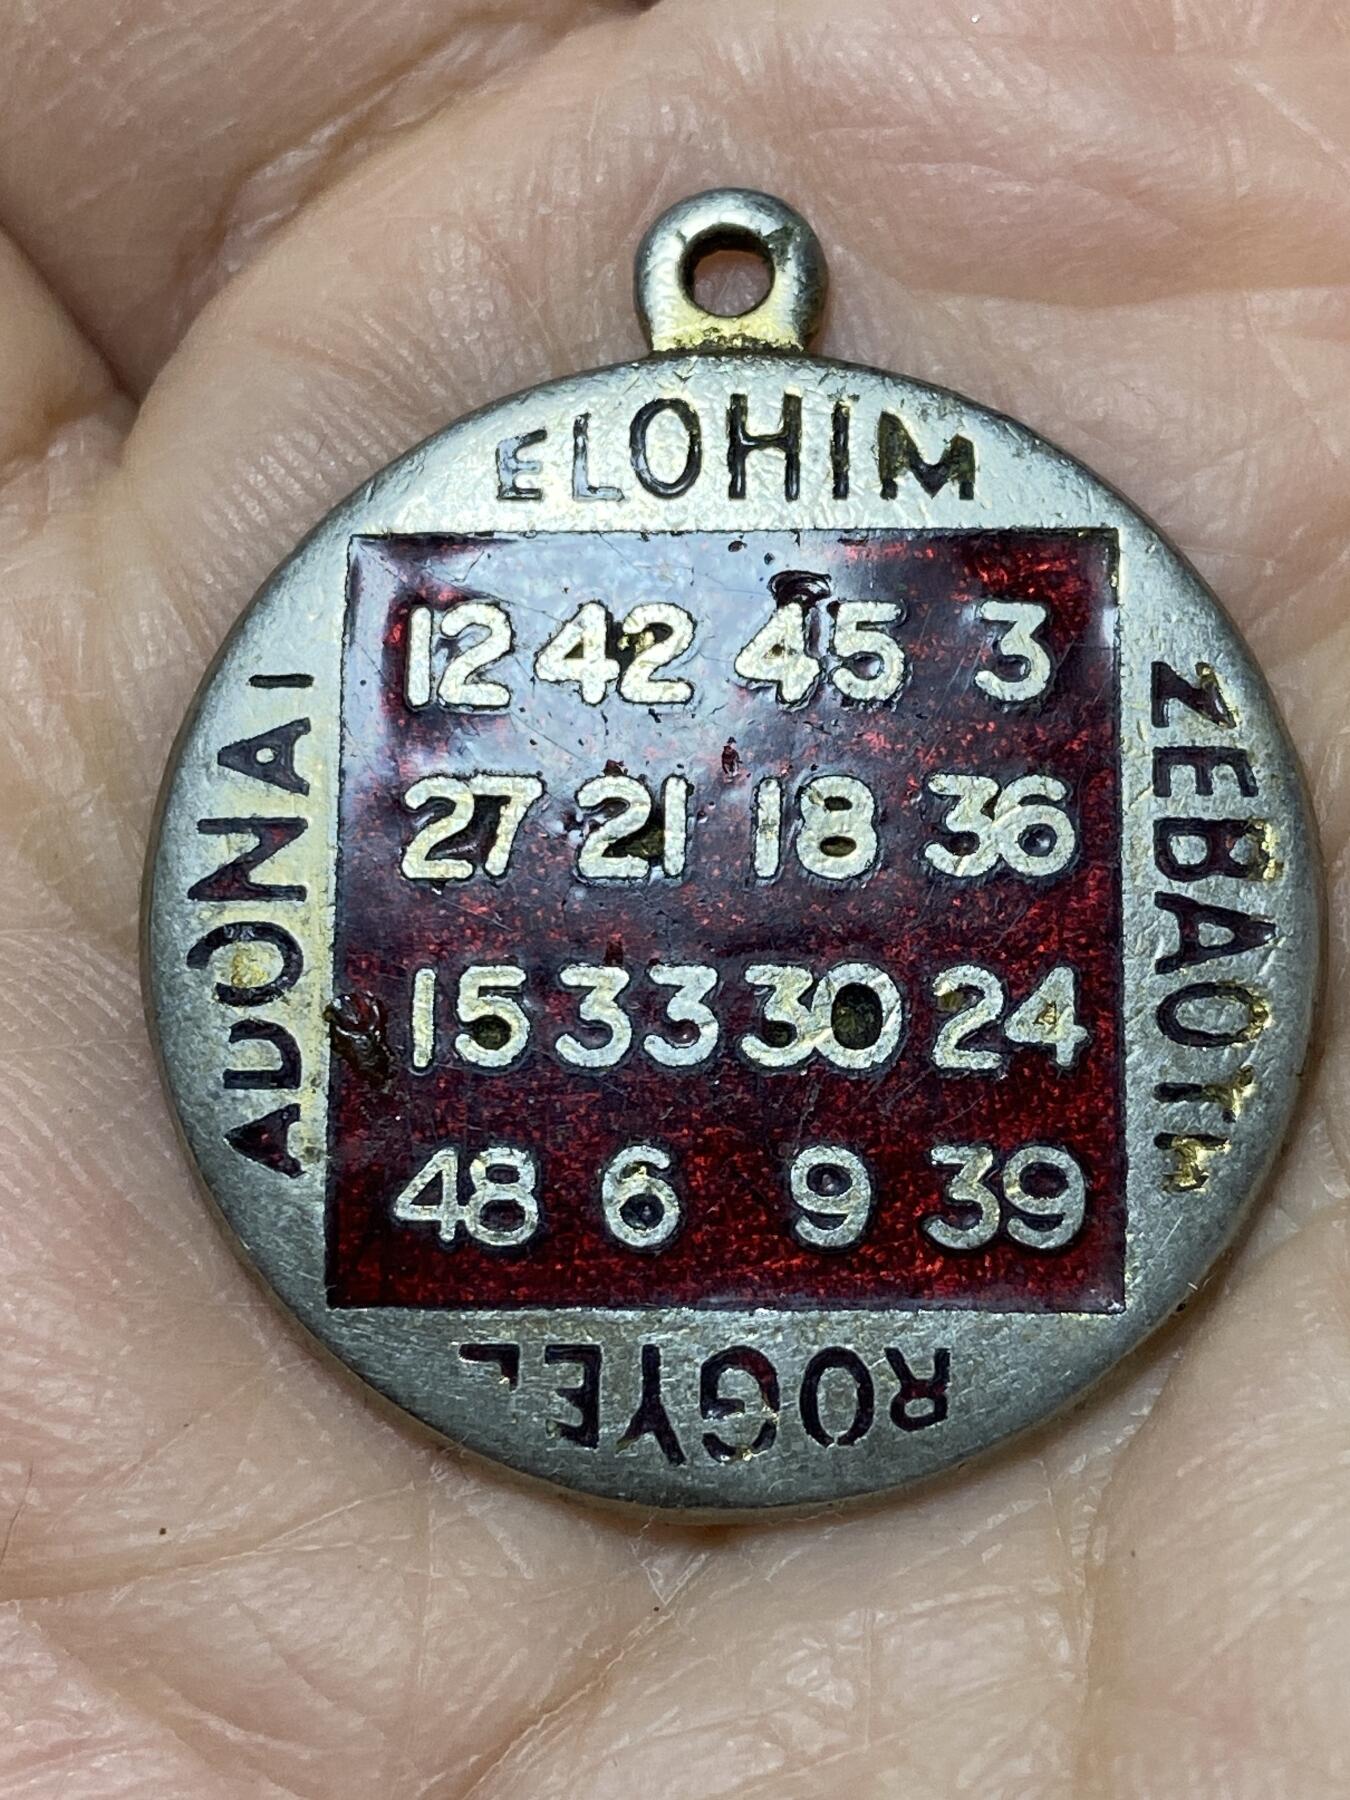 ELOHIM
12 42 45 3
27 21 18 36
15 33 30 24
48 6 9 39
ADONAI
ZEBAOTH
ROGYEL